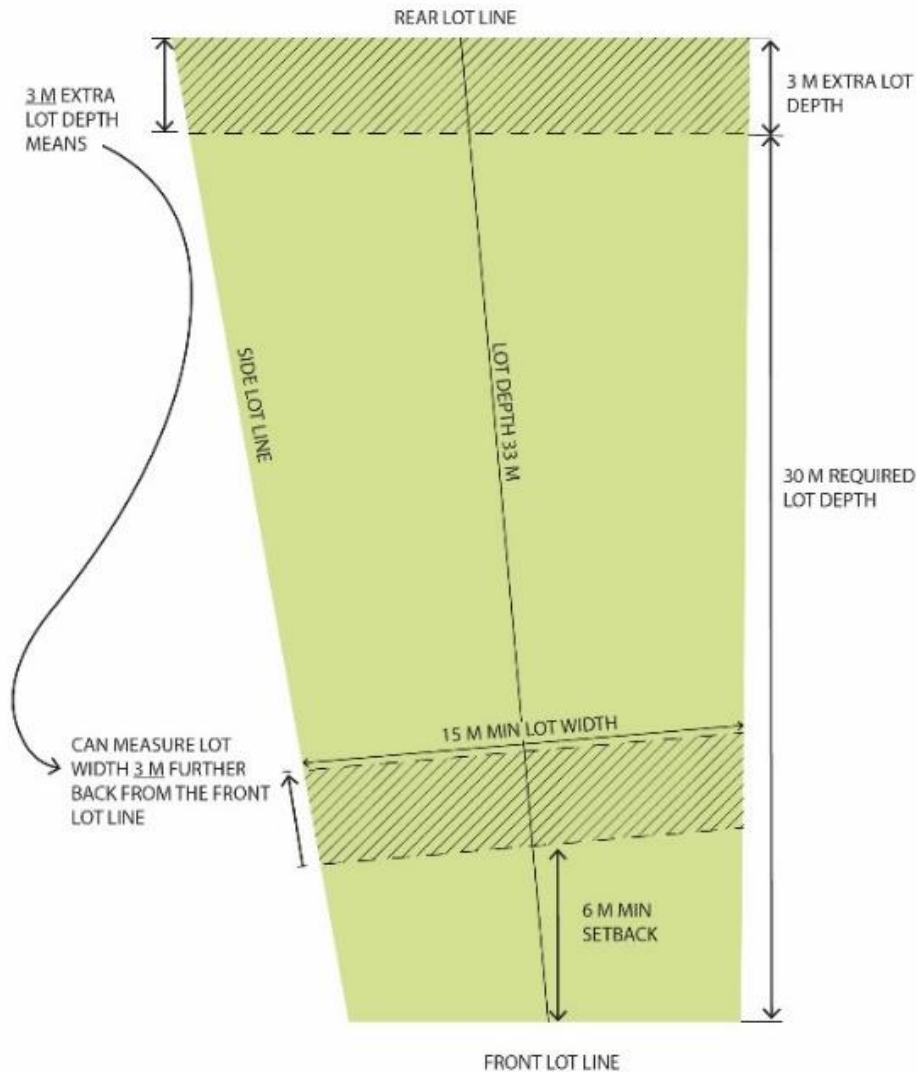 REAR LOT LINE
3 M EXTRA
LOT DEPTH
MEANS
3 M EXTRA LOT
DEPTH
SIDE LOT LINE
LOT DEPTH 33 M
30 M REQUIRED
LOT DEPTH
15 M MIN LOT WIDTH
CAN MEASURE LOT
WIDTH 3 M FURTHER
BACK FROM THE FRONT
LOT LINE
6 M MIN
SETBACK
FRONT LOT LINE